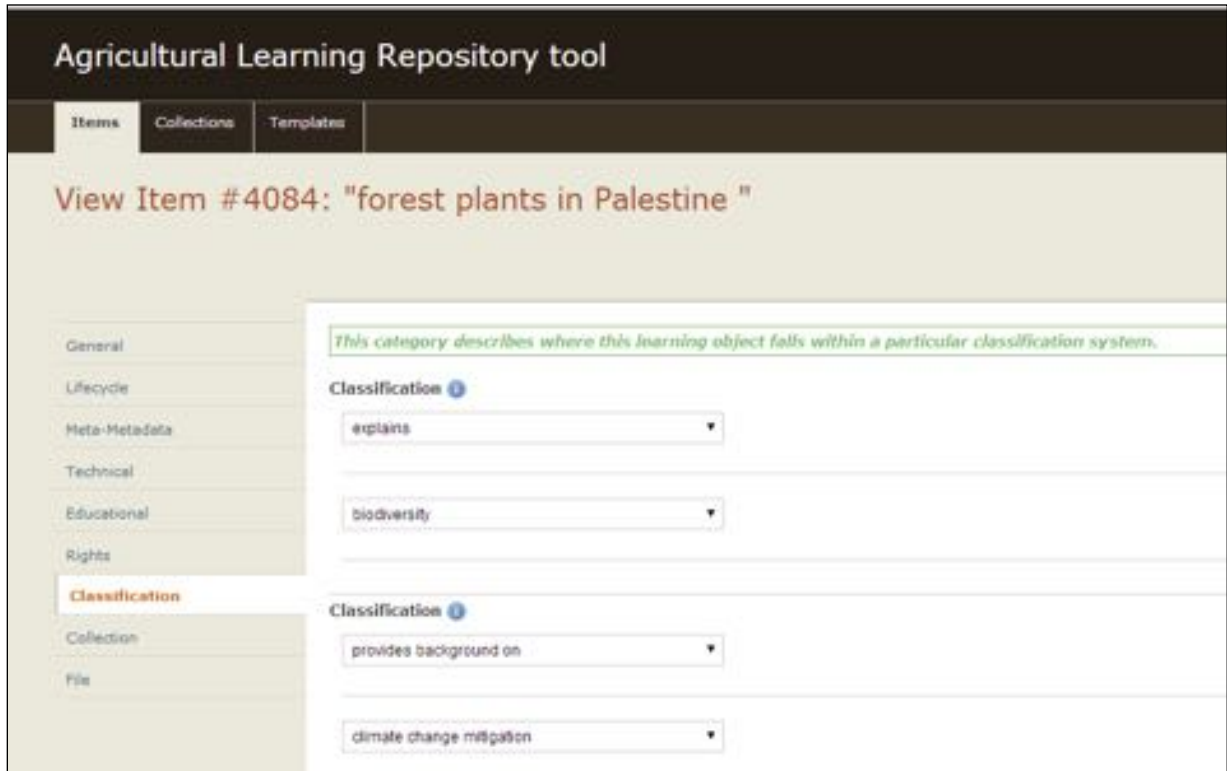 Agricultural Learning Repository tool
Items Collections Templates
View Item #4084: "forest plants in Palestine "
General
Lifecycle
Meta-Metadata
Technical
Educational
Rights
Classification
Collection
File
This category describes where this learning object falls within a particular classification system.
Classification
explains
biodiversity
Classification
provides background on
climate change mitigation